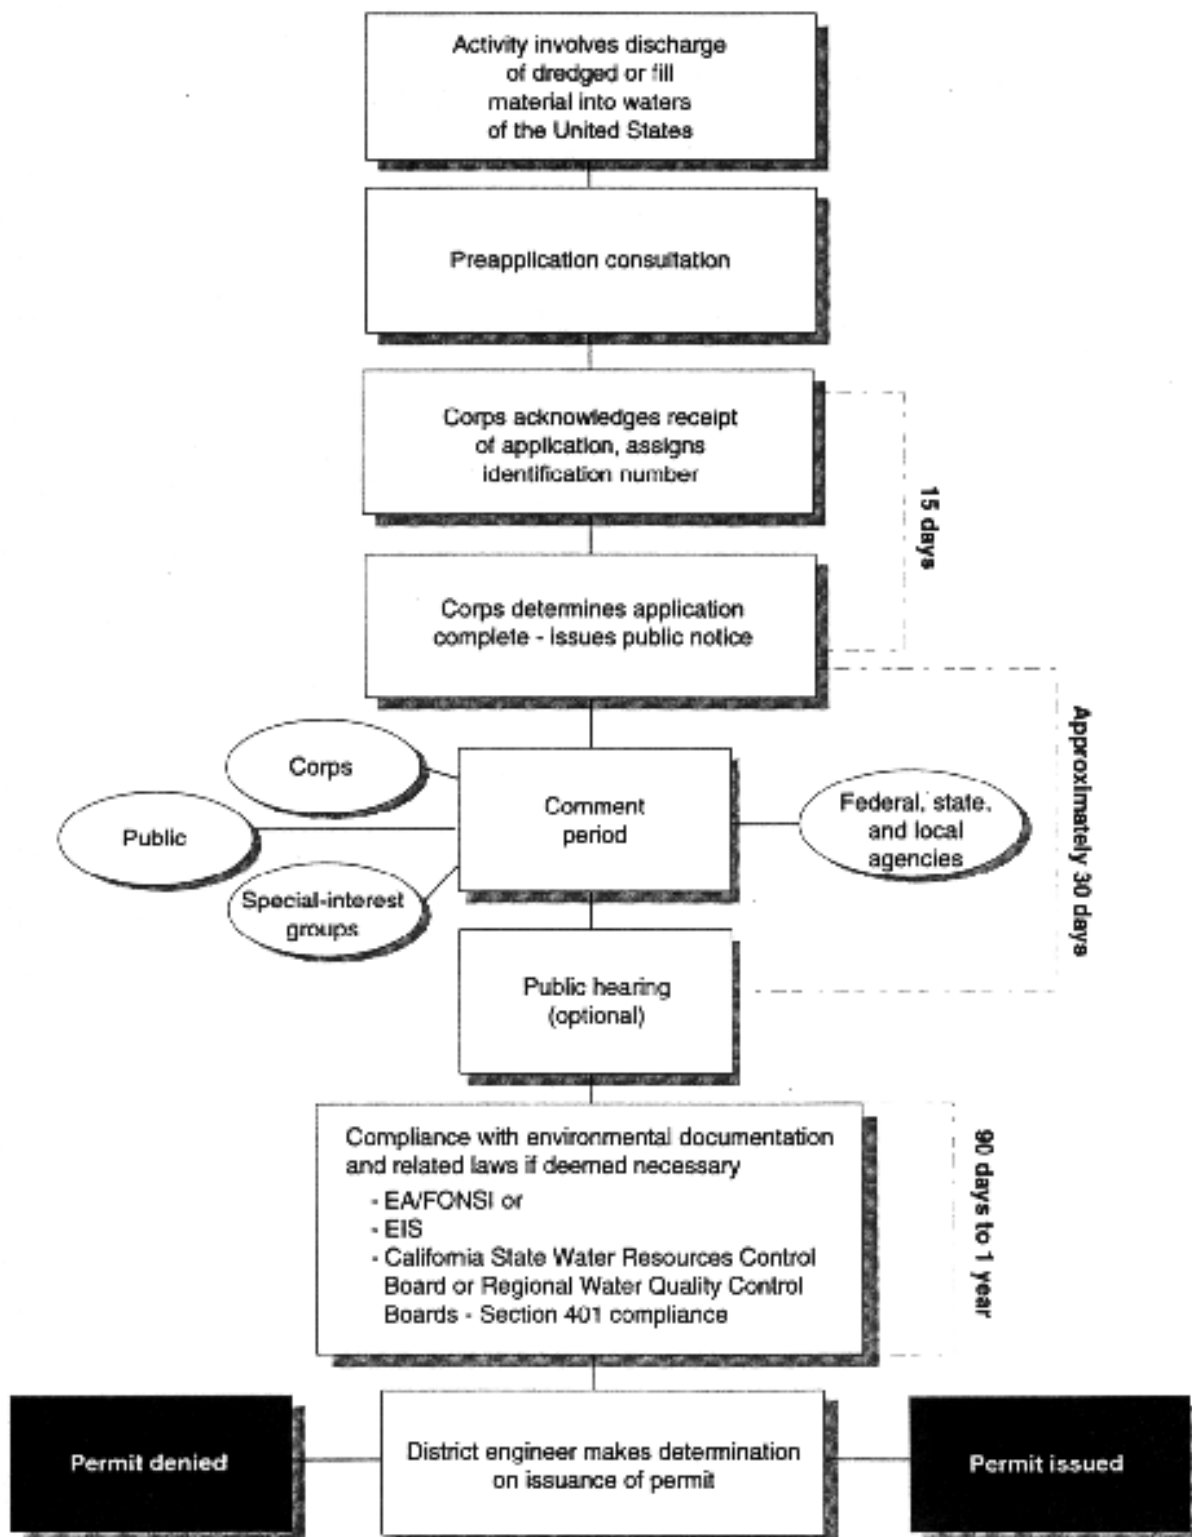 Activity involves discharge
of dredged or fill
material into waters
of the United States
Preapplication consultation
Corps acknowledges receipt
of application, assigns
identification number
15 days
Corps determines application
complete - issues public notice
Approximately 30 days
Corps
Public
Special-interest
groups
Comment
period
Federal, state,
and local
agencies
Public hearing
(optional)
Compliance with environmental documentation
and related laws if deemed necessary
- EA/FONSI or
- EIS
- California State Water Resources Control
Board or Regional Water Quality Control
Boards - Section 401 compliance
90 days to 1 year
Permit denied
District engineer makes determination
on issuance of permit
Permit issued